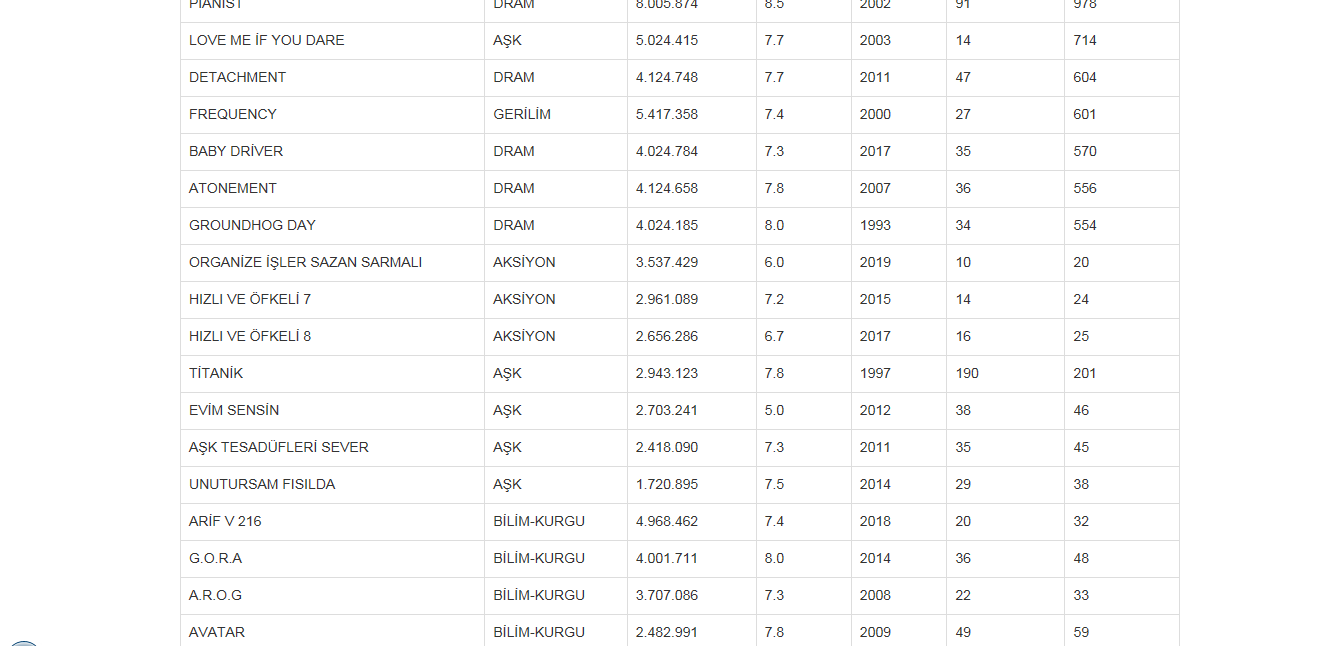 PIANIST DRAM 8.005.874 8.5 2002 91 978
LOVE ME İF YOU DARE AŞK 5.024.415 7.7 2003 14 714
DETACHMENT DRAM 4.124.748 7.7 2011 47 604
FREQUENCY GERİLİM 5.417.358 7.4 2000 27 601
BABY DRİVER DRAM 4.024.784 7.3 2017 35 570
ATONEMENT DRAM 4.124.658 7.8 2007 36 556
GROUNDHOG DAY DRAM 4.024.185 8.0 1993 34 554
ORGANİZE İŞLER SAZAN SARMALI AKSİYON 3.537.429 6.0 2019 10 20
HIZLI VE ÖFKELİ 7 AKSİYON 2.961.089 7.2 2015 14 24
HIZLI VE ÖFKELİ 8 AKSİYON 2.656.286 6.7 2017 16 25
TİTANİK AŞK 2.943.123 7.8 1997 190 201
EVİM SENSİN AŞK 2.703.241 5.0 2012 38 46
AŞK TESADÜFLERİ SEVER AŞK 2.418.090 7.3 2011 35 45
UNUTURSAM FISILDA AŞK 1.720.895 7.5 2014 29 38
ARİF V 216 BİLİM-KURGU 4.968.462 7.4 2018 20 32
G.O.R.A BİLİM-KURGU 4.001.711 8.0 2014 36 48
A.R.O.G BİLİM-KURGU 3.707.086 7.3 2008 22 33
AVATAR BİLİM-KURGU 2.482.991 7.8 2009 49 59